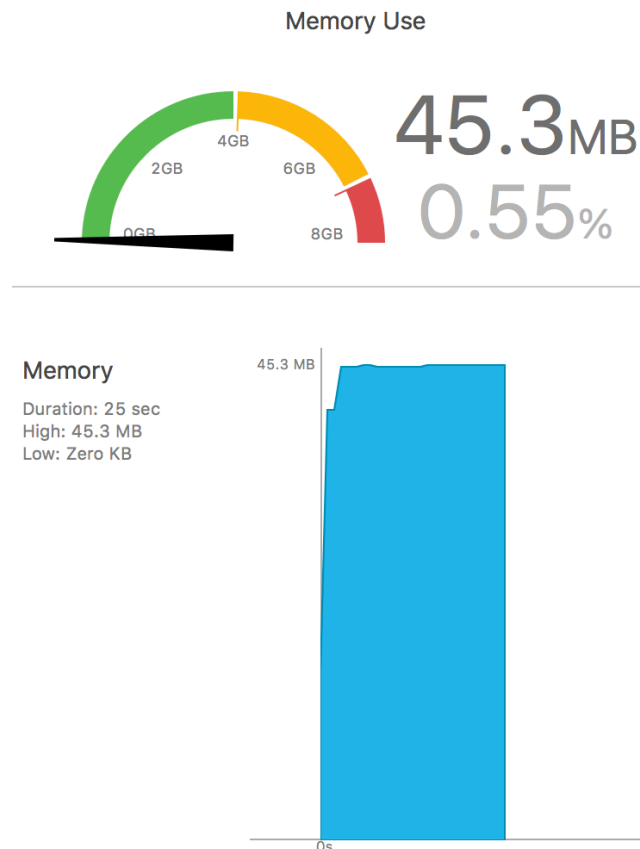 Memory Use
45.3MB
0.55%
4GB
2GB
6GB
0GB
8GB
Memory
Duration: 25 sec
High: 45.3 MB
Low: Zero KB
45.3 MB
0s